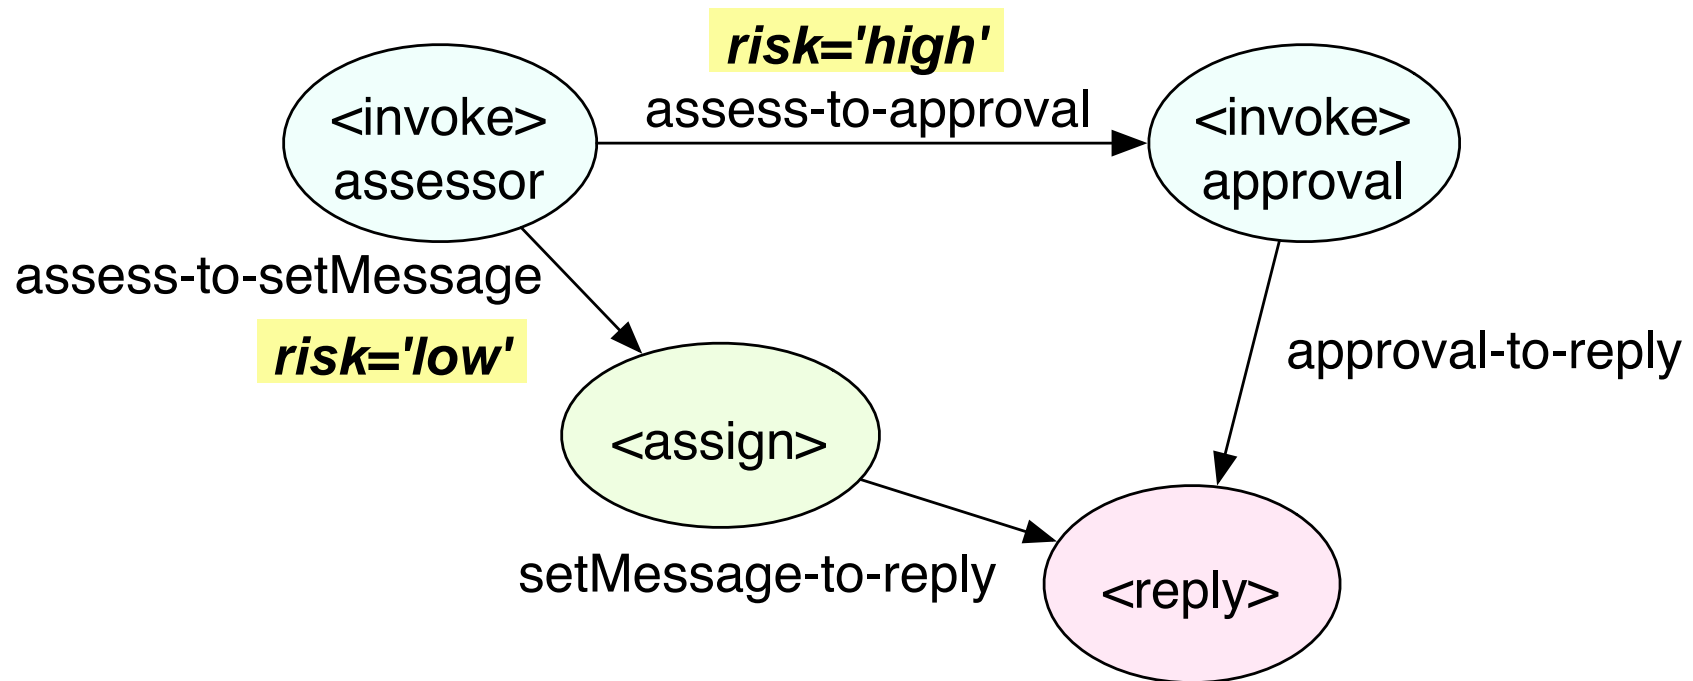 risk='high'
<invoke>
assessor
assess-to-approval
<invoke>
approval
assess-to-setMessage
risk='low'
approval-to-reply
<assign>
setMessage-to-reply
<reply>